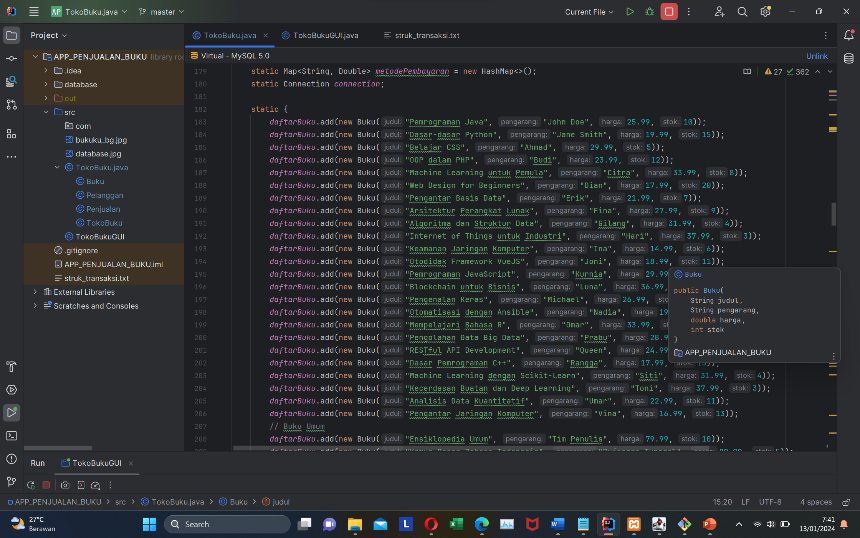 AP TokoBuku.java master Current File
Project TokoBuku.java TokoBukuGUI.java struk_transaksi.txt
APP_PENJUALAN_BUKU library roo
Virtual - MySQL 5.0 Unlink
.idea
database
out
src
com
bukuku_bg.jpg
database.jpg
TokoBuku.java
Buku
Pelanggan
Penjualan
TokoBuku
TokoBukuGUI
.gitignore
APP_PENJUALAN_BUKU.iml
struk_transaksi.txt
External Libraries
Scratches and Consoles
27 362
179 static Map<String, Double> metodePembayaran = new HashMap<>();
180 static Connection connection;
181
182 static {
183 daftarBuku.add(new Buku( judul: "Pemrograman Java", pengarang: "John Doe", harga: 25.99, stok: 10));
184 daftarBuku.add(new Buku( judul: "Dasar-dasar Python", pengarang: "Jane Smith", harga: 19.99, stok: 15));
185 daftarBuku.add(new Buku( judul: "Belajar CSS", pengarang: "Ahmad", harga: 29.99, stok: 5));
186 daftarBuku.add(new Buku( judul: "OOP dalam PHP", pengarang: "Budi", harga: 23.99, stok: 12));
187 daftarBuku.add(new Buku( judul: "Machine Learning untuk Pemula", pengarang: "Citra", harga: 33.99, stok: 8));
188 daftarBuku.add(new Buku( judul: "Web Design for Beginners", pengarang: "Dian", harga: 17.99, stok: 20));
189 daftarBuku.add(new Buku( judul: "Pengantar Basis Data", pengarang: "Erik", harga: 21.99, stok: 7));
190 daftarBuku.add(new Buku( judul: "Arsitektur Perangkat Lunak", pengarang: "Fina", harga: 27.99, stok: 9));
191 daftarBuku.add(new Buku( judul: "Algoritma dan Struktur Data", pengarang: "Gilang", harga: 31.99, stok: 4));
192 daftarBuku.add(new Buku( judul: "Internet of Things untuk Industri", pengarang: "Hari", harga: 37.99, stok: 3));
193 daftarBuku.add(new Buku( judul: "Keamanan Jaringan Komputer", pengarang: "Ina", harga: 14.99, stok: 6));
194 daftarBuku.add(new Buku( judul: "Otodidak Framework VueJS", pengarang: "Joni", harga: 18.99, stok: 11));
195 daftarBuku.add(new Buku( judul: "Pemrograman JavaScript", pengarang: "Kurnia", harga: 29.99
196 daftarBuku.add(new Buku( judul: "Blockchain untuk Bisnis", pengarang: "Luna", harga: 36.99,
197 daftarBuku.add(new Buku( judul: "Pengenalan Keras", pengarang: "Michael", harga: 26.99, sto
198 daftarBuku.add(new Buku( judul: "Otomatisasi dengan Ansible", pengarang: "Nadia", harga: 19
199 daftarBuku.add(new Buku( judul: "Mempelajari Bahasa R", pengarang: "Omar", harga: 33.99, st
200 daftarBuku.add(new Buku( judul: "Pengolahan Data Big Data", pengarang: "Prabu", harga: 28.9
201 daftarBuku.add(new Buku( judul: "RESTful API Development", pengarang: "Queen", harga: 24.99
202 daftarBuku.add(new Buku( judul: "Dasar Pemrograman C++", pengarang: "Rangga", harga: 17.99,
203 daftarBuku.add(new Buku( judul: "Machine Learning dengan Scikit-Learn", pengarang: "Siti", harga: 31.99, stok: 4));
204 daftarBuku.add(new Buku( judul: "Kecerdasan Buatan dan Deep Learning", pengarang: "Toni", harga: 37.99, stok: 3));
205 daftarBuku.add(new Buku( judul: "Analisis Data Kuantitatif", pengarang: "Umar", harga: 22.99, stok: 11));
206 daftarBuku.add(new Buku( judul: "Pengantar Jaringan Komputer", pengarang: "Vina", harga: 16.99, stok: 13));
207 // Buku Umum
208 daftarBuku.add(new Buku( judul: "Ensiklopedia Umum", pengarang: "Tim Penulis", harga: 79.99, stok: 10));
Buku
public Buku(
String judul,
String pengarang,
double harga,
int stok
)
APP_PENJUALAN_BUKU
Run TokoBukuGUI
APP_PENJUALAN_BUKU > src > TokoBuku.java > Buku > judul 15:20 LF UTF-8 4 spaces
27°C
Berawan
Search
7:41
13/01/2024